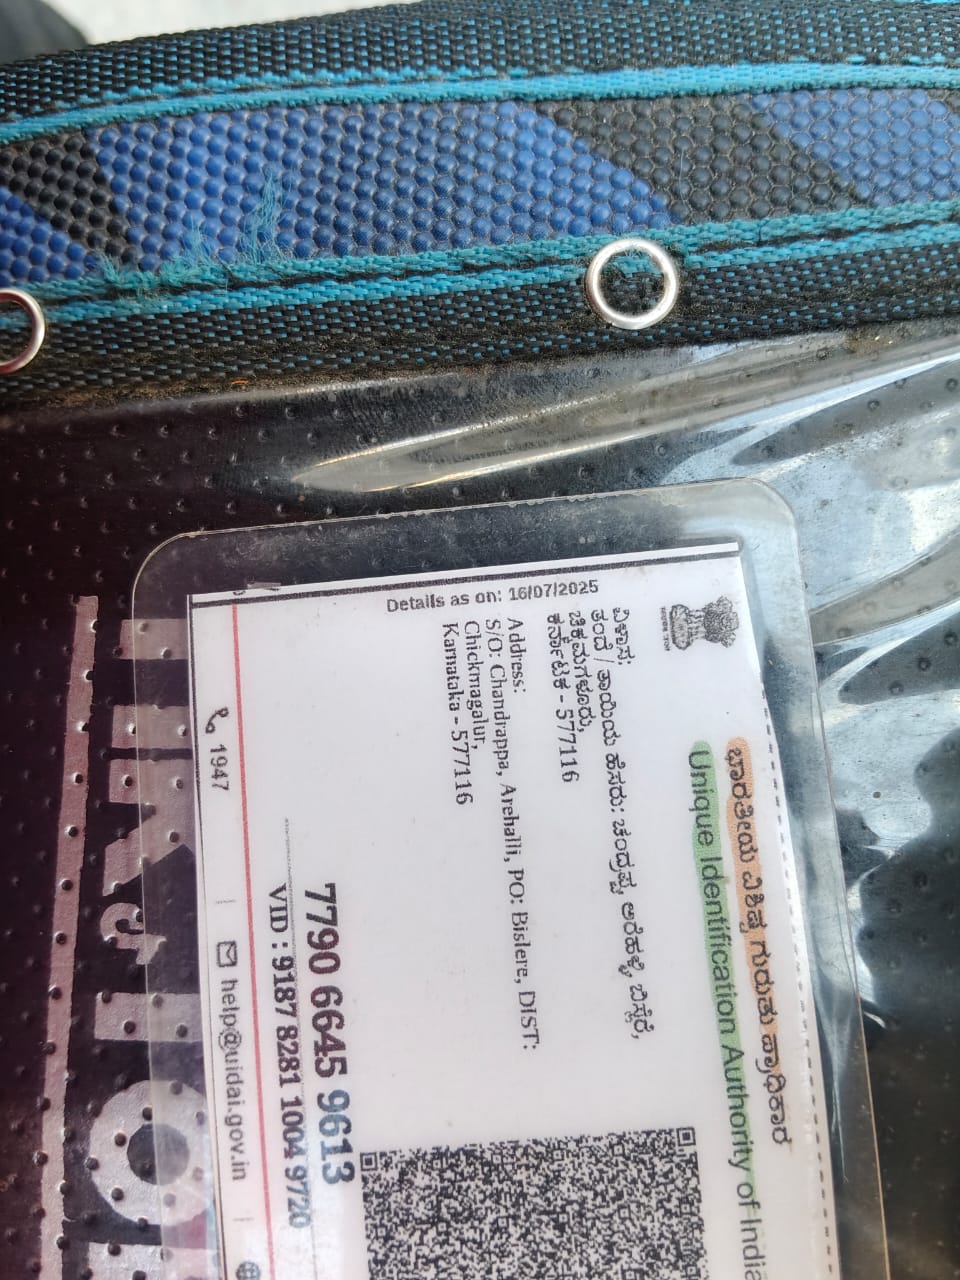 ಭಾರತೀಯ ವಿಶಿಷ್ಟ ಗುರುತು ಪ್ರಾಧಿಕಾರ
Unique Identification Authority of India
ವಿಳಾಸ:
ತಂದೆ / ತಾಯಿಯ ಹೆಸರು: ಚಂದ್ರಪ್ಪ, ಅರೆಹಳ್ಳಿ, ಬಿಸ್ಲೆರೆ,
ಚಿಕ್ಕಮಗಳೂರು,
ಕರ್ನಾಟಕ - 577116
Address:
S/O: Chandrappa, Arehalli, PO: Bislere, DIST:
Chickmagalur,
Karnataka - 577116
Details as on: 16/07/2025
7790 6645 9613
VID : 9187 8281 1004 9720
1947
help@uidai.gov.in